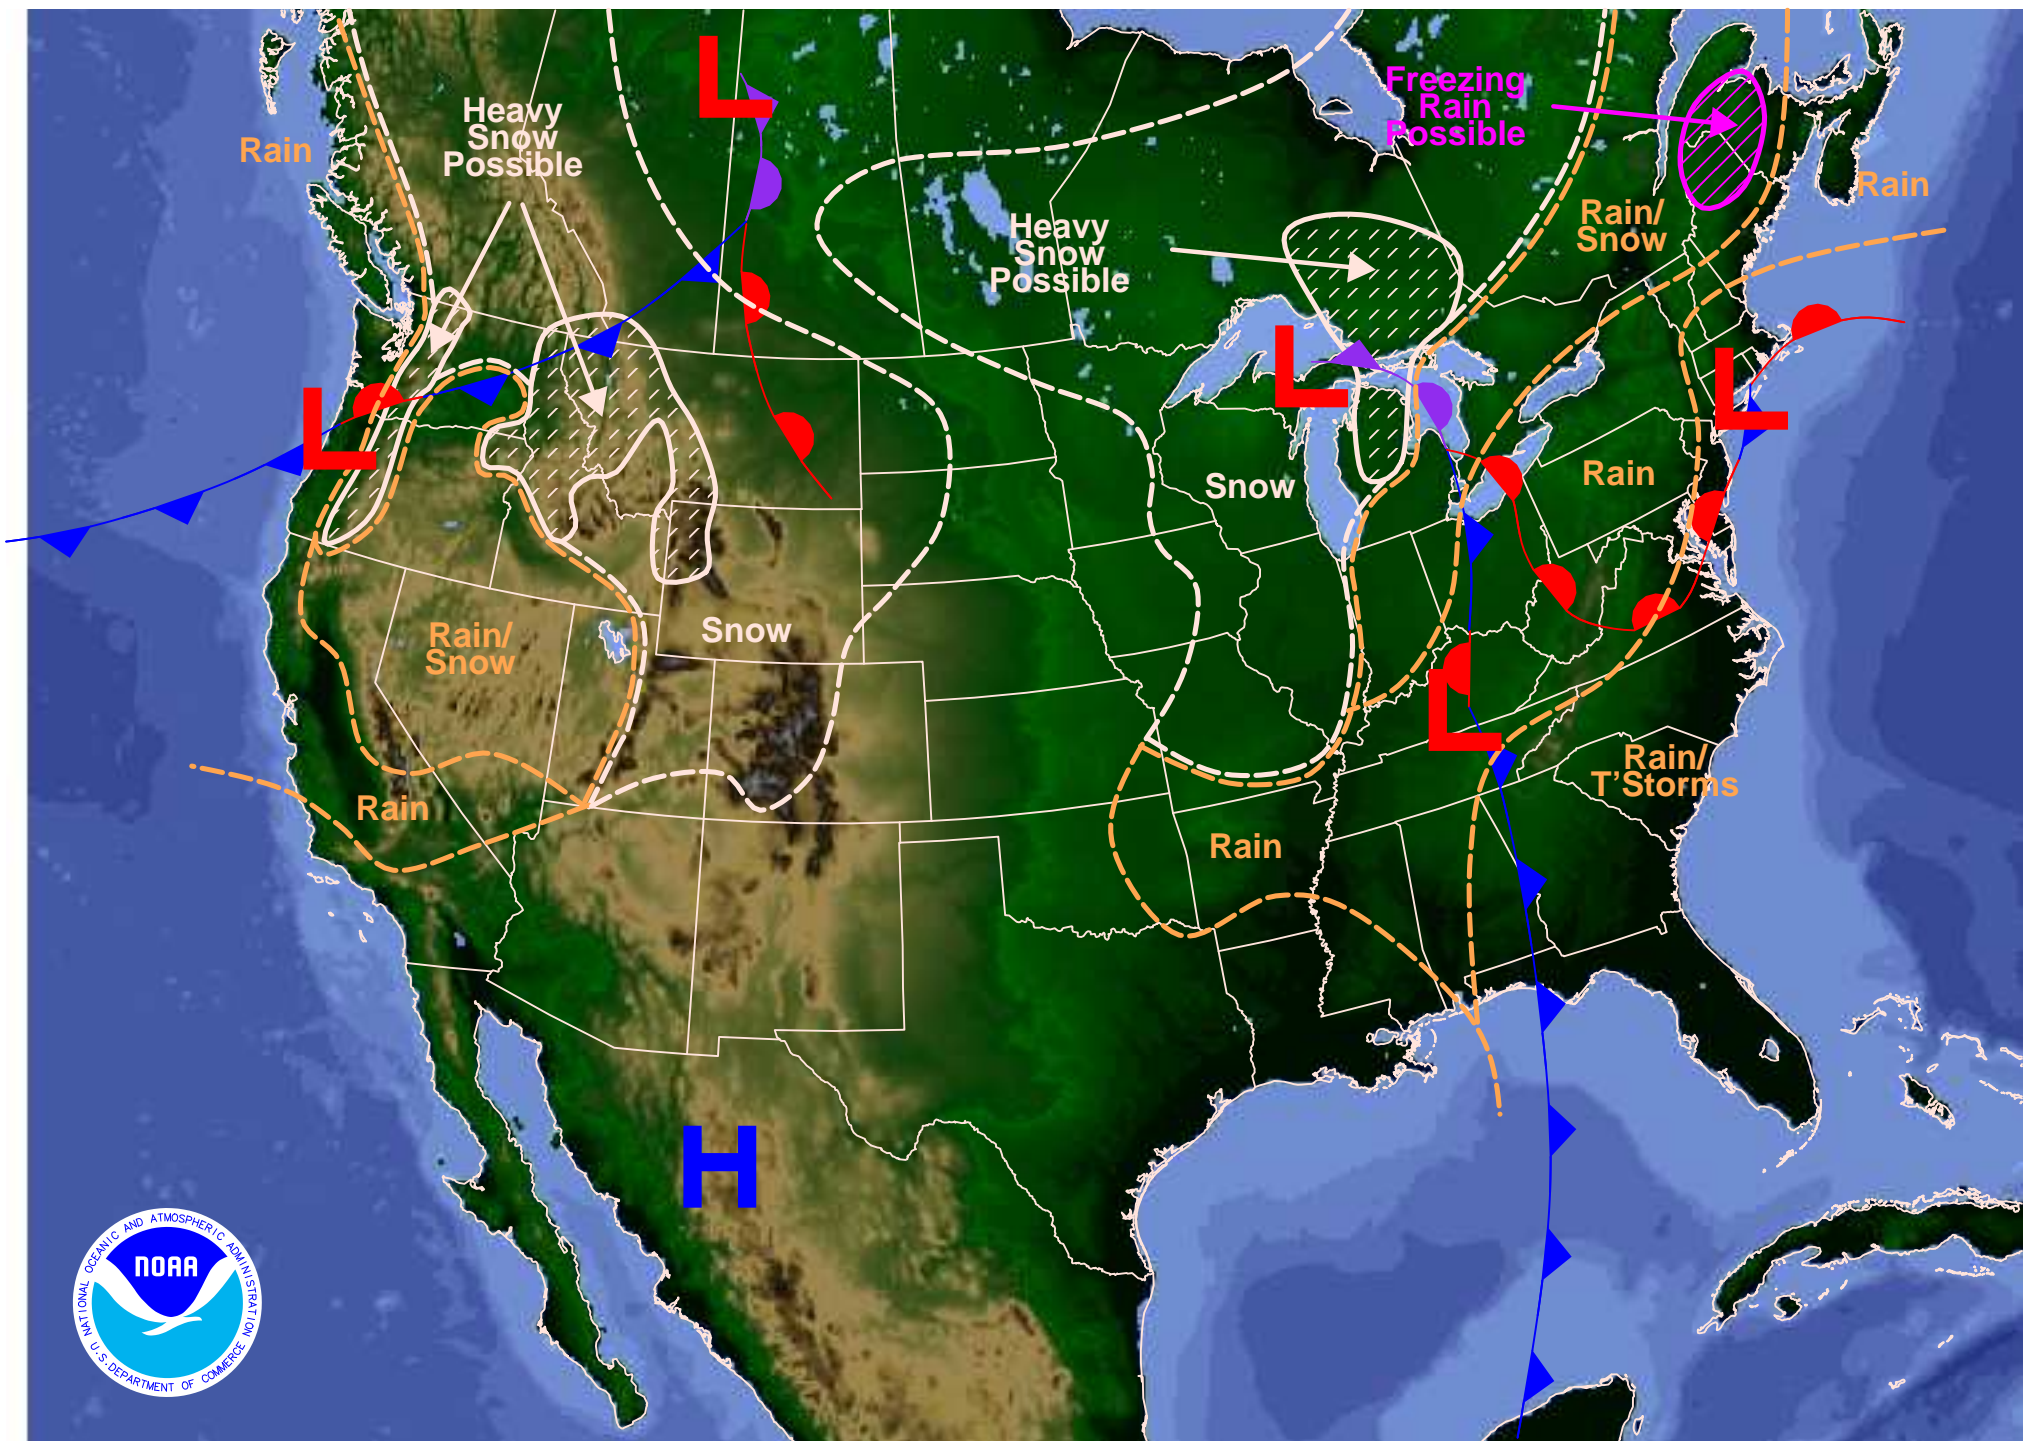 L
Heavy
Snow
Possible
Rain
Freezing
Rain
Possible
Rain
Rain/
Snow
Heavy
Snow
Possible
L
L
L
Snow
Rain
Rain/
Snow
Snow
L
Rain/
T'Storms
Rain
Rain
H
NATIONAL OCEANIC AND ATMOSPHERIC ADMINISTRATION
NOAA
U.S. DEPARTMENT OF COMMERCE